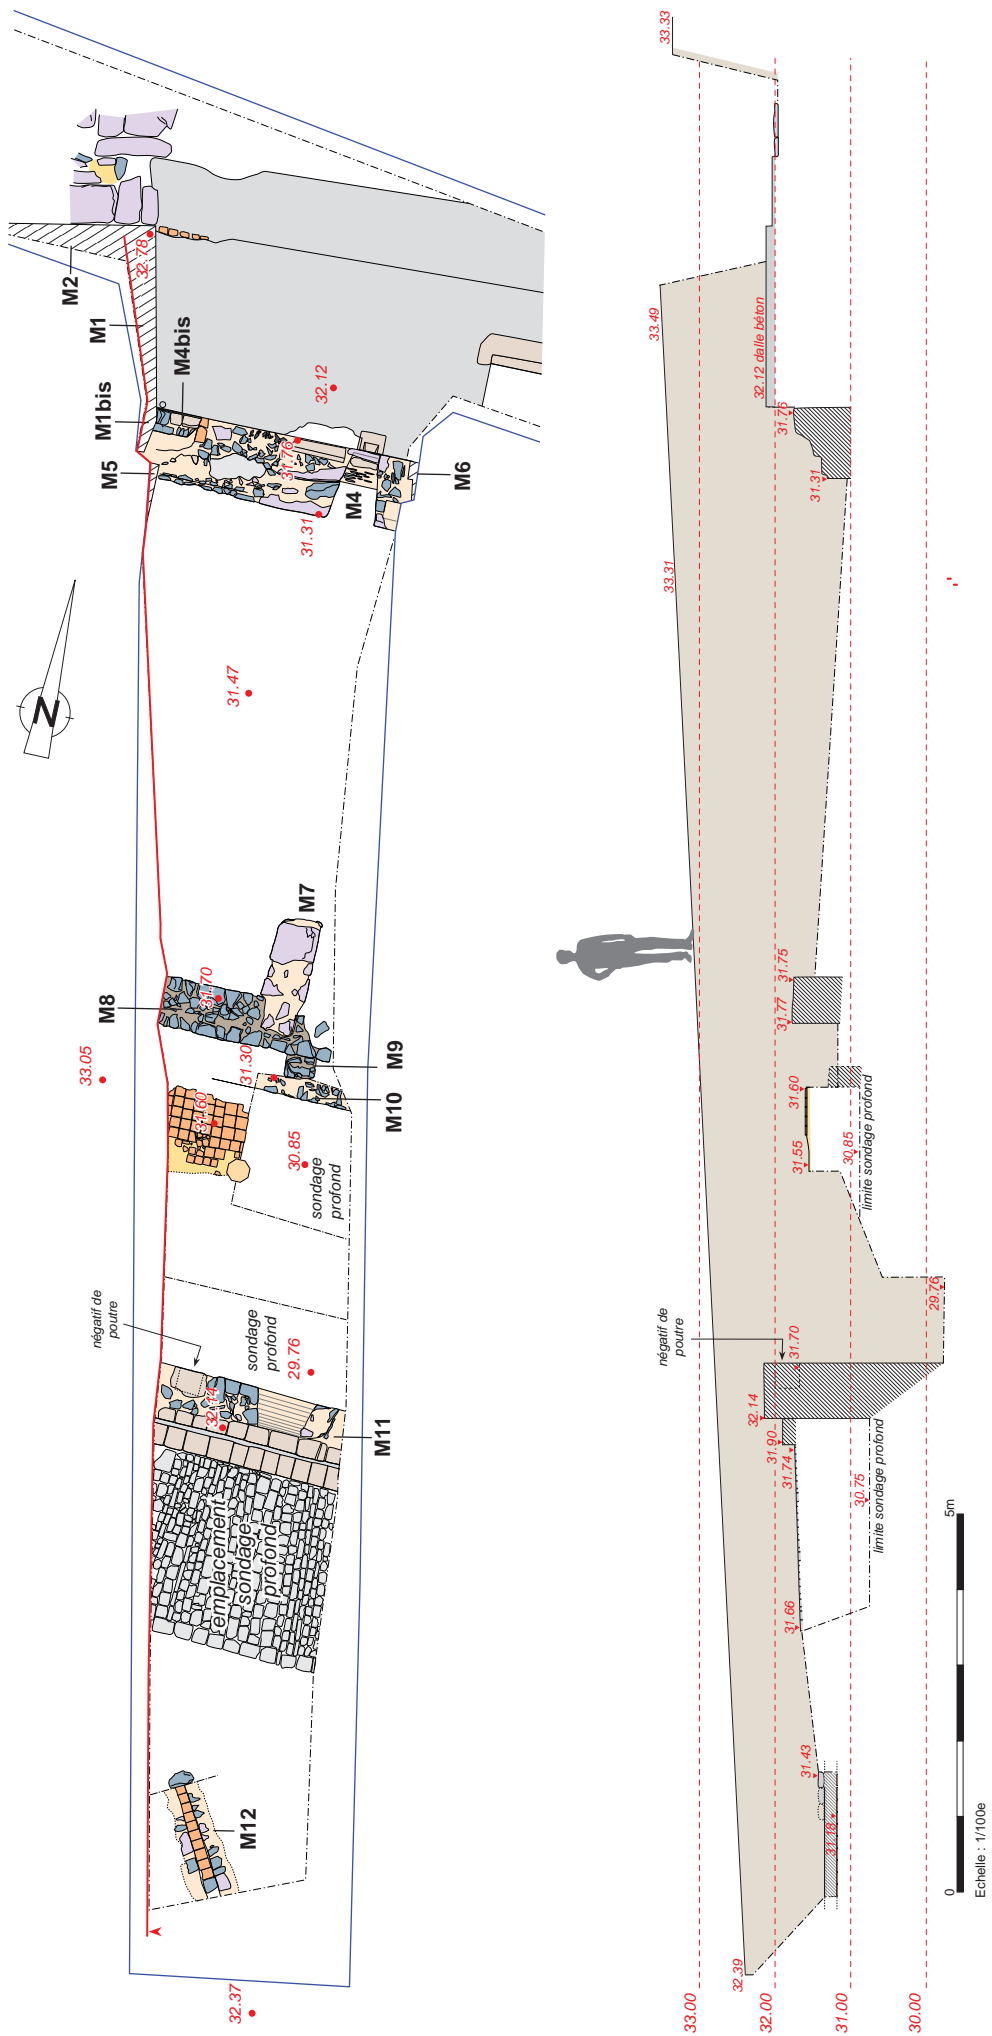 M2
M1
M1bis
M4bis
M5
M4
M6
32.78
32.12
31.76
31.31
N
31.47
M7
M8
31.70
33.05
31.30
M9
M10
31.60
30.85
sondage
profond
négatif de
poutre
sondage
profond
29.76
32.14
M11
emplacement
sondage
profond
M12
32.37
33.33
33.49
32.12 dalle béton
31.76
31.31
33.31
31.75
31.77
31.60
31.55
30.85
limite sondage profond
29.76
négatif de
poutre
31.70
32.14
31.90
31.74
30.75
limite sondage profond
31.66
31.43
31.18
32.39
33.00
32.00
31.00
30.00
0
5m
Echelle : 1/100e